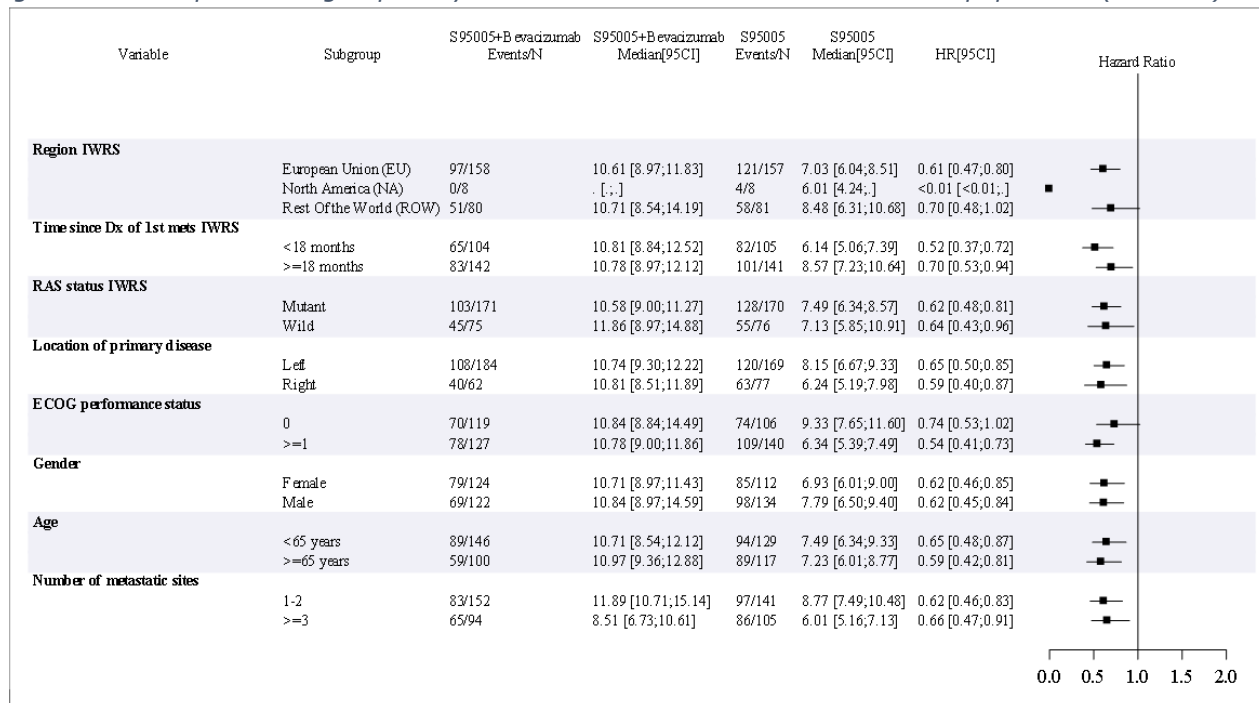 S95005+Bevacizumab S95005+Bevacizumab S95005 S95005
Variable Subgroup Events/N Median[95CI] Events/N Median[95CI] HR[95CI] Hazard Ratio
Region IWRS
European Union (EU) 97/158 10.61 [8.97;11.83] 121/157 7.03 [6.04;8.51] 0.61 [0.47;0.80]
North America (NA) 0/8 . [.;.] 4/8 6.01 [4.24;.] <0.01 [<0.01;.]
Rest Of the World (ROW) 51/80 10.71 [8.54;14.19] 58/81 8.48 [6.31;10.68] 0.70 [0.48;1.02]
Time since Dx of 1st mets IWRS
<18 months 65/104 10.81 [8.84;12.52] 82/105 6.14 [5.06;7.39] 0.52 [0.37;0.72]
>=18 months 83/142 10.78 [8.97;12.12] 101/141 8.57 [7.23;10.64] 0.70 [0.53;0.94]
RAS status IWRS
Mutant 103/171 10.58 [9.00;11.27] 128/170 7.49 [6.34;8.57] 0.62 [0.48;0.81]
Wild 45/75 11.86 [8.97;14.88] 55/76 7.13 [5.85;10.91] 0.64 [0.43;0.96]
Location of primary disease
Left 108/184 10.74 [9.30;12.22] 120/169 8.15 [6.67;9.33] 0.65 [0.50;0.85]
Right 40/62 10.81 [8.51;11.89] 63/77 6.24 [5.19;7.98] 0.59 [0.40;0.87]
ECOG performance status
0 70/119 10.84 [8.84;14.49] 74/106 9.33 [7.65;11.60] 0.74 [0.53;1.02]
>=1 78/127 10.78 [9.00;11.86] 109/140 6.34 [5.39;7.49] 0.54 [0.41;0.73]
Gender
Female 79/124 10.71 [8.97;11.43] 85/112 6.93 [6.01;9.00] 0.62 [0.46;0.85]
Male 69/122 10.84 [8.97;14.59] 98/134 7.79 [6.50;9.40] 0.62 [0.45;0.84]
Age
<65 years 89/146 10.71 [8.54;12.12] 94/129 7.49 [6.34;9.33] 0.65 [0.48;0.87]
>=65 years 59/100 10.97 [9.36;12.88] 89/117 7.23 [6.01;8.77] 0.59 [0.42;0.81]
Number of metastatic sites
1-2 83/152 11.89 [10.71;15.14] 97/141 8.77 [7.49;10.48] 0.62 [0.46;0.83]
>=3 65/94 8.51 [6.73;10.61] 86/105 6.01 [5.16;7.13] 0.66 [0.47;0.91]
0.0 0.5 1.0 1.5 2.0